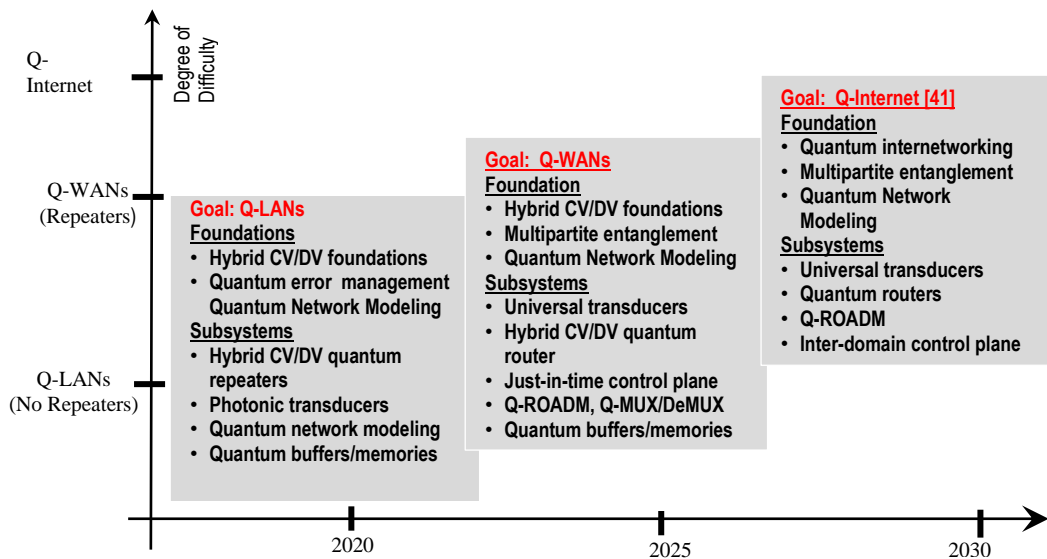 Q-
Internet
Degree of
Difficulty
Q-WANs
(Repeaters)
Q-LANs
(No Repeaters)
Goal: Q-LANs
Foundations
• Hybrid CV/DV foundations
• Quantum error management
Quantum Network Modeling
Subsystems
• Hybrid CV/DV quantum
repeaters
• Photonic transducers
• Quantum network modeling
• Quantum buffers/memories
Goal: Q-WANs
Foundation
• Hybrid CV/DV foundations
• Multipartite entanglement
• Quantum Network Modeling
Subsystems
• Universal transducers
• Hybrid CV/DV quantum
router
• Just-in-time control plane
• Q-ROADM, Q-MUX/DeMUX
• Quantum buffers/memories
Goal: Q-Internet [41]
Foundation
• Quantum internetworking
• Multipartite entanglement
• Quantum Network
Modeling
Subsystems
• Universal transducers
• Quantum routers
• Q-ROADM
• Inter-domain control plane
2020
2025
2030